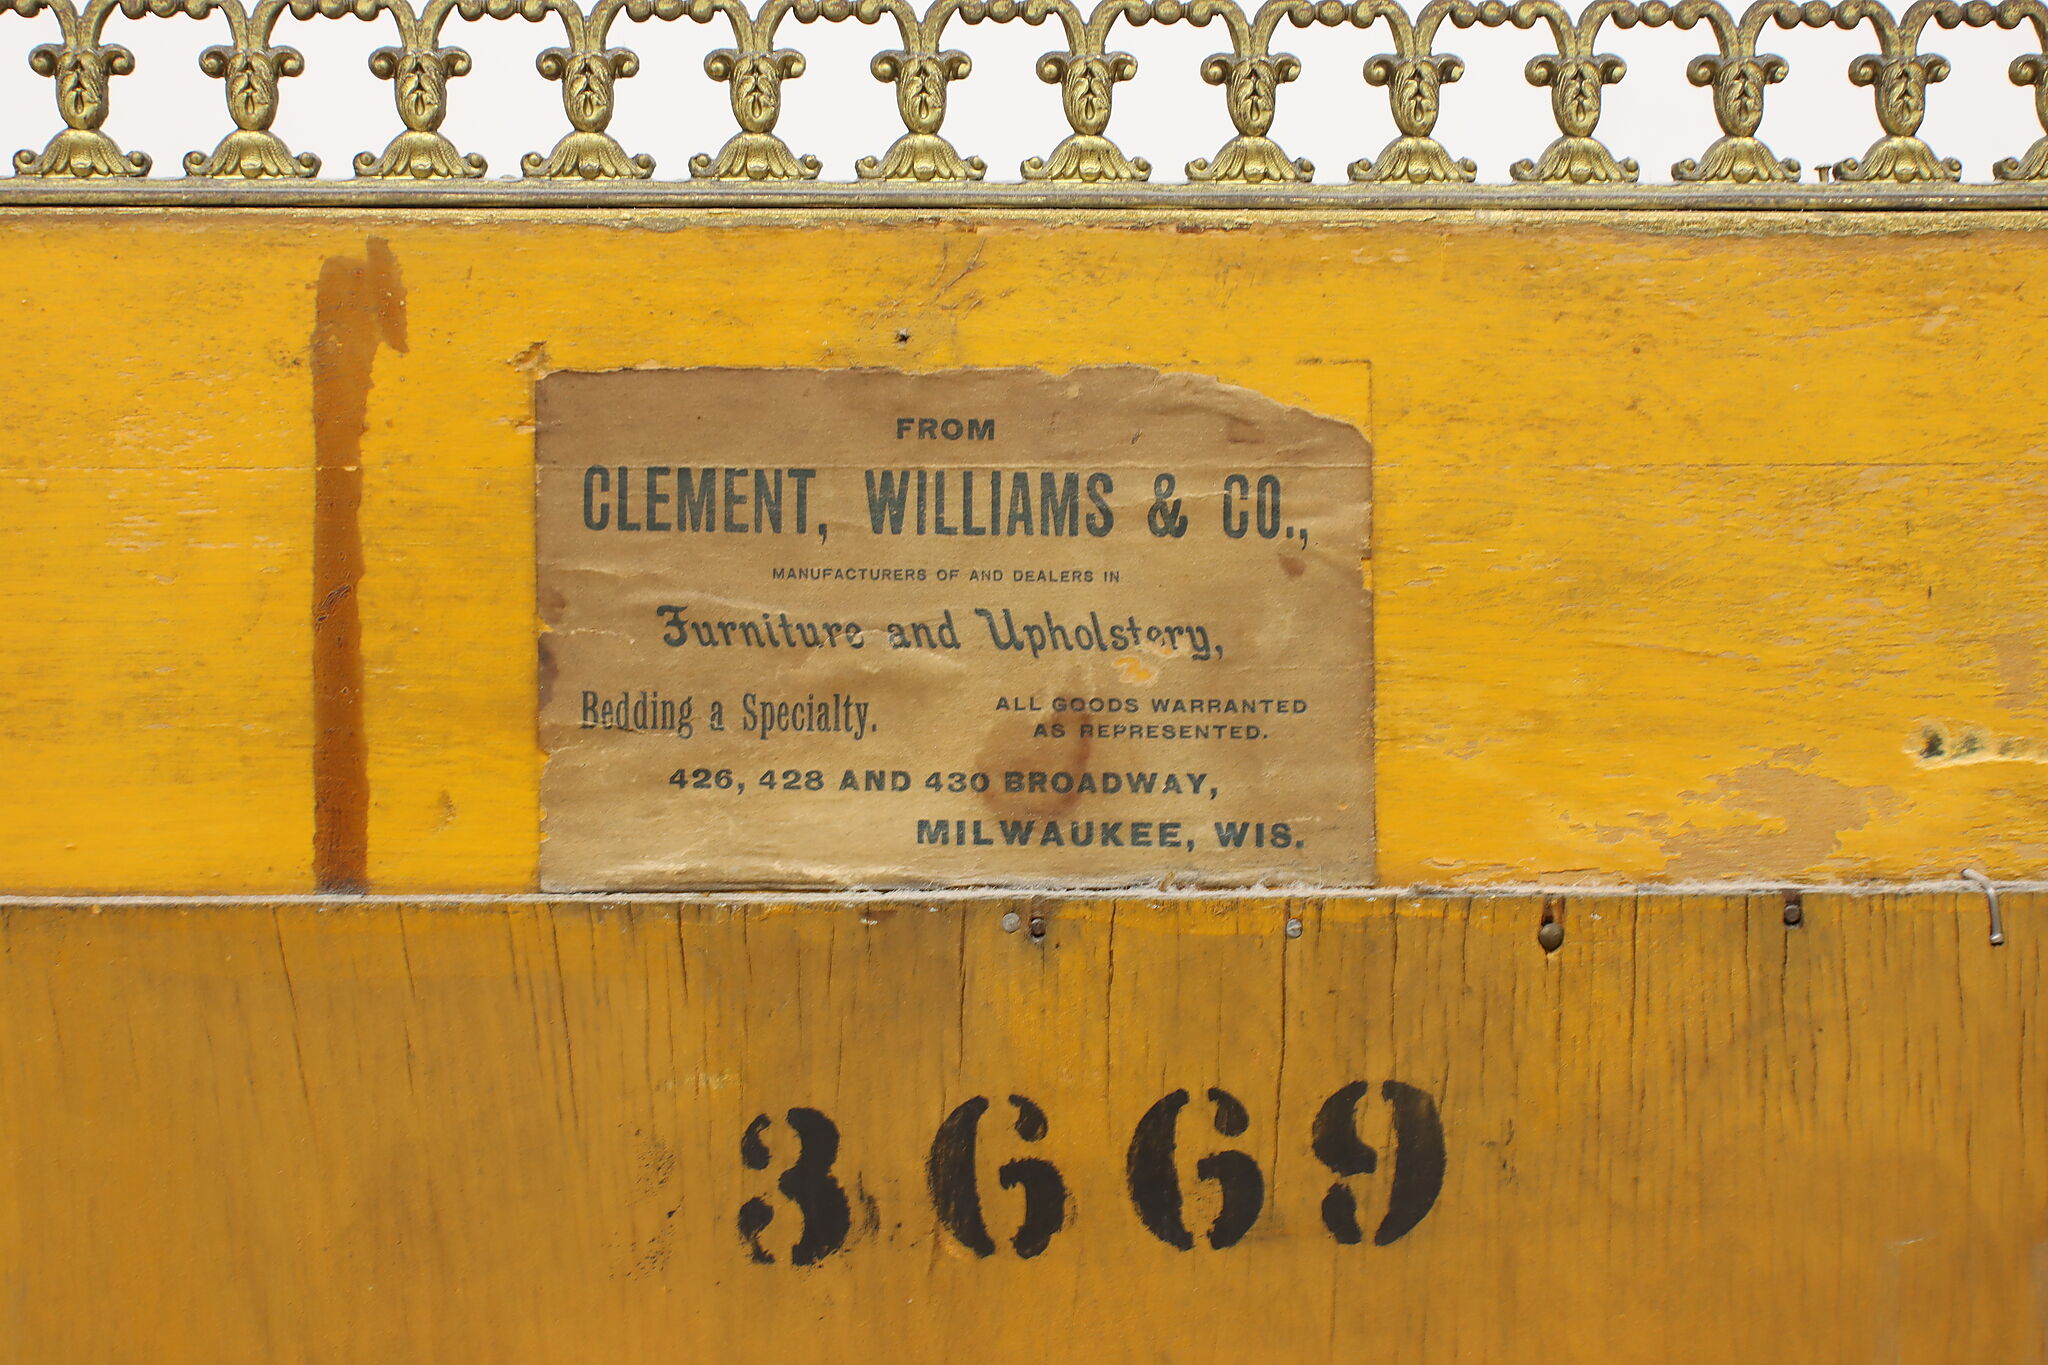 FROM
CLEMENT, WILLIAMS & CO.,
MANUFACTURERS OF AND DEALERS IN
Furniture and Upholstery,
Bedding a Specialty.
ALL GOODS WARRANTED
AS REPRESENTED.
426, 428 AND 430 BROADWAY,
MILWAUKEE, WIS.
3669